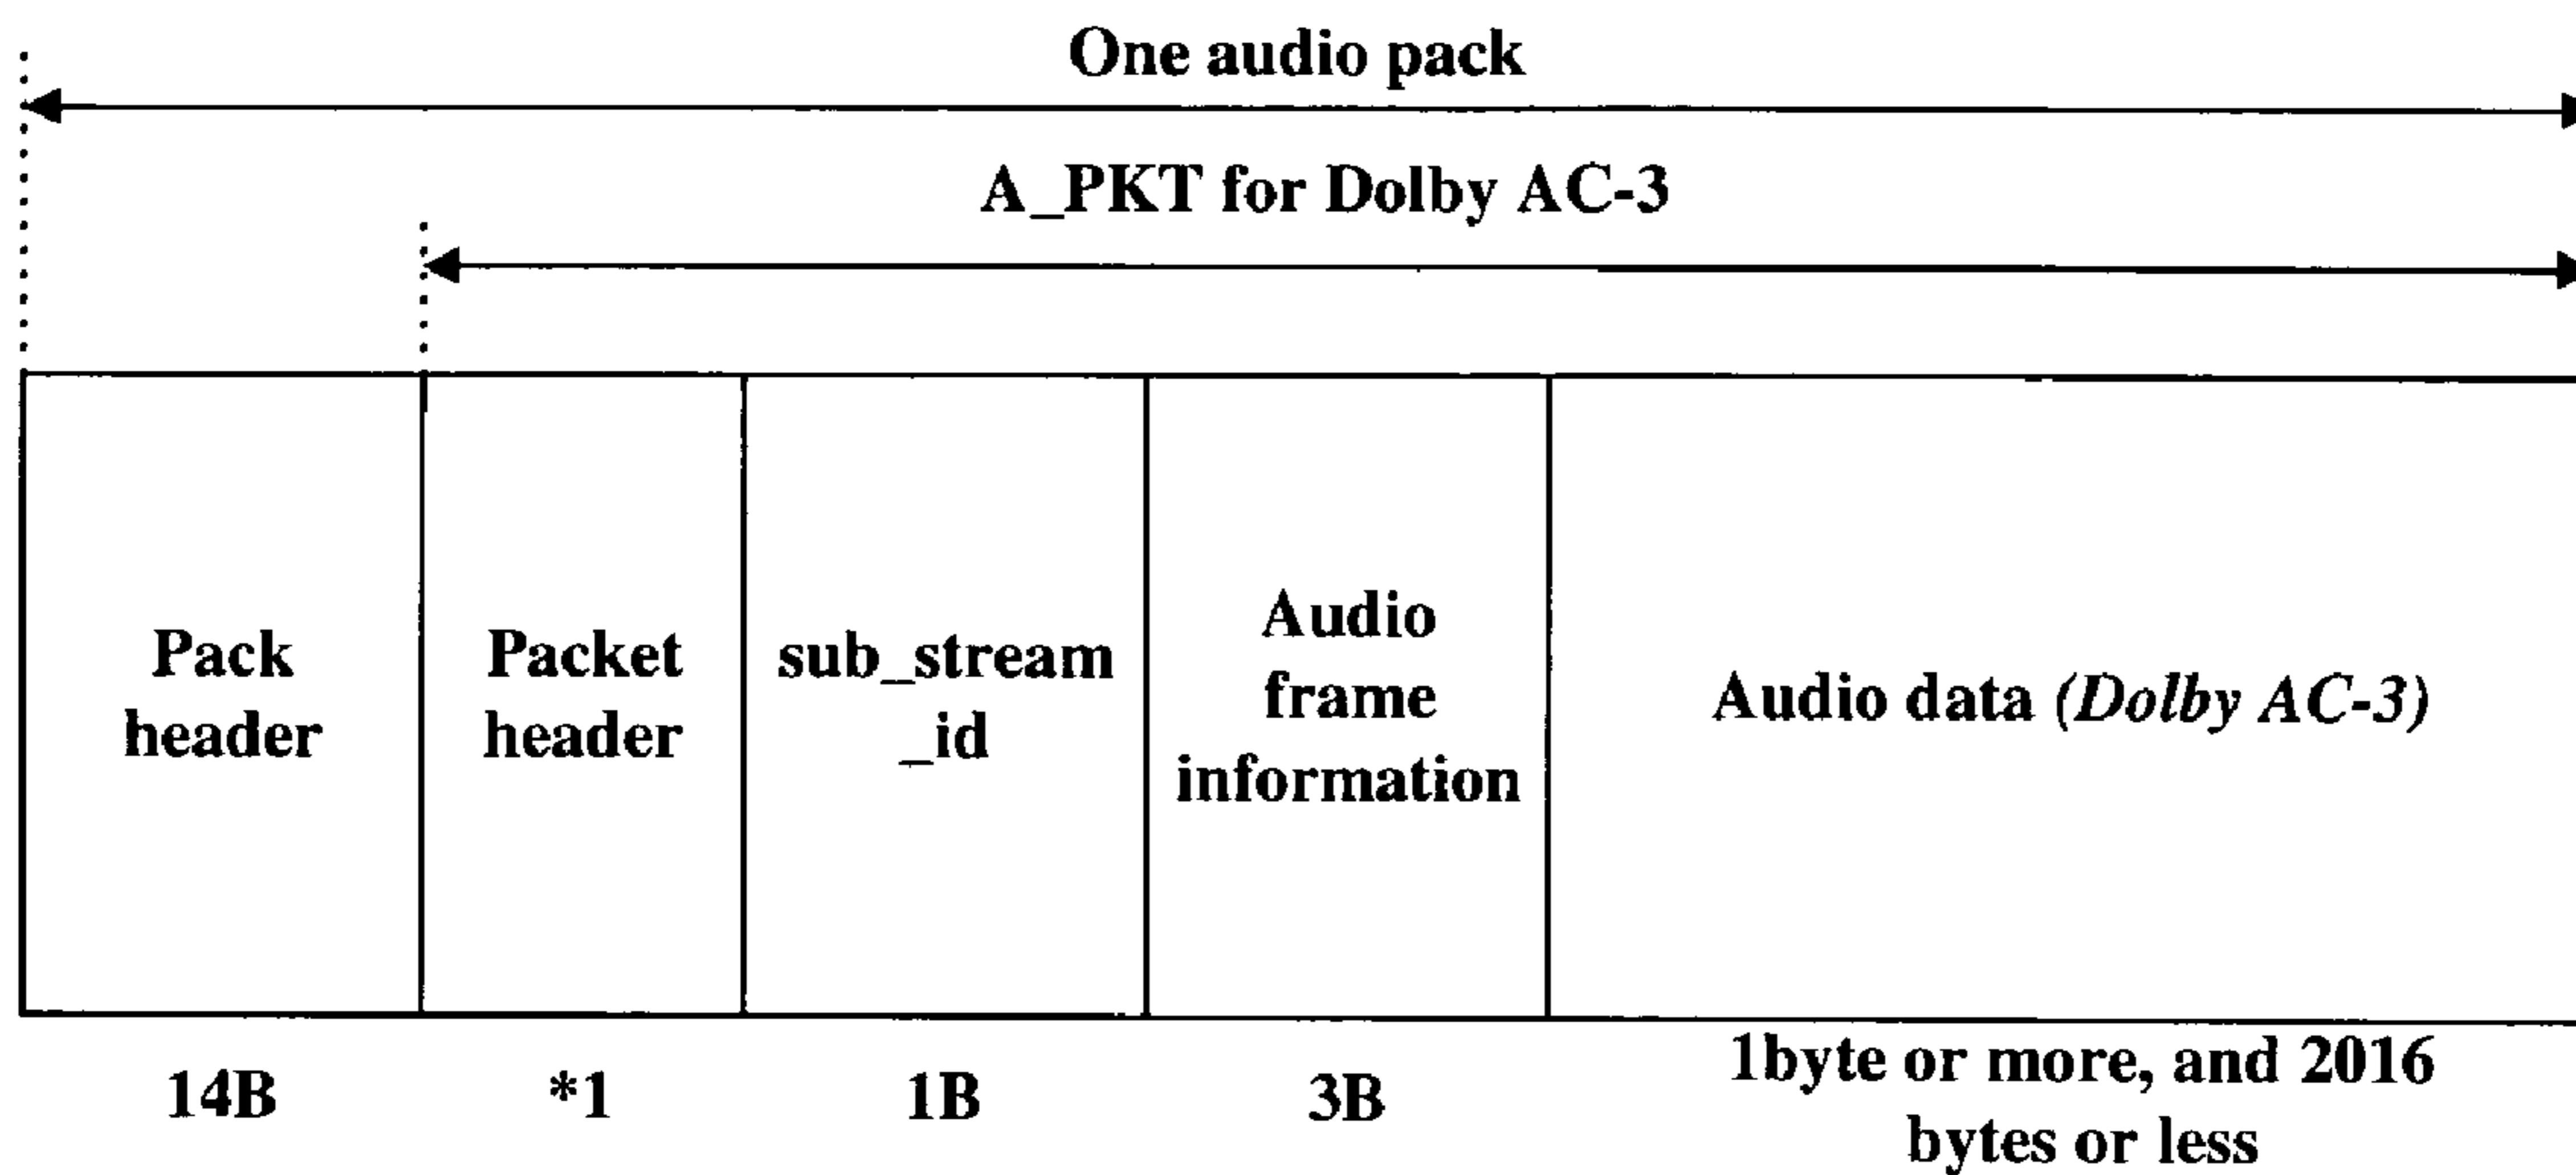 One audio pack
A_PKT for Dolby AC-3
Pack
header
Packet
header
sub_stream
_id
Audio
frame
information
Audio data (Dolby AC-3)
14B
*1
1B
3B
1byte or more, and 2016
bytes or less